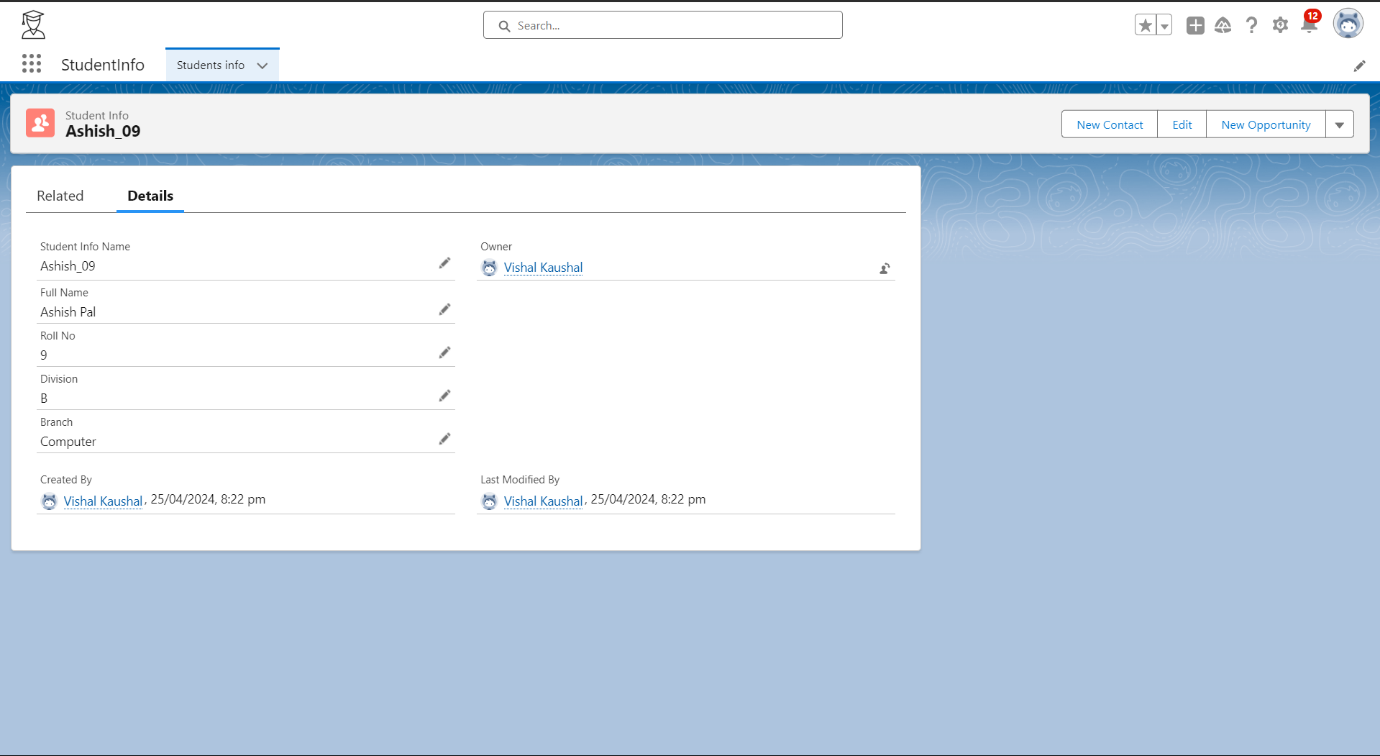 Search...
12
StudentInfo
Students info
Student Info
Ashish_09
New Contact
Edit
New Opportunity
Related
Details
Student Info Name
Ashish_09
Owner
Vishal Kaushal
Full Name
Ashish Pal
Roll No
9
Division
B
Branch
Computer
Created By
Vishal Kaushal, 25/04/2024, 8:22 pm
Last Modified By
Vishal Kaushal, 25/04/2024, 8:22 pm